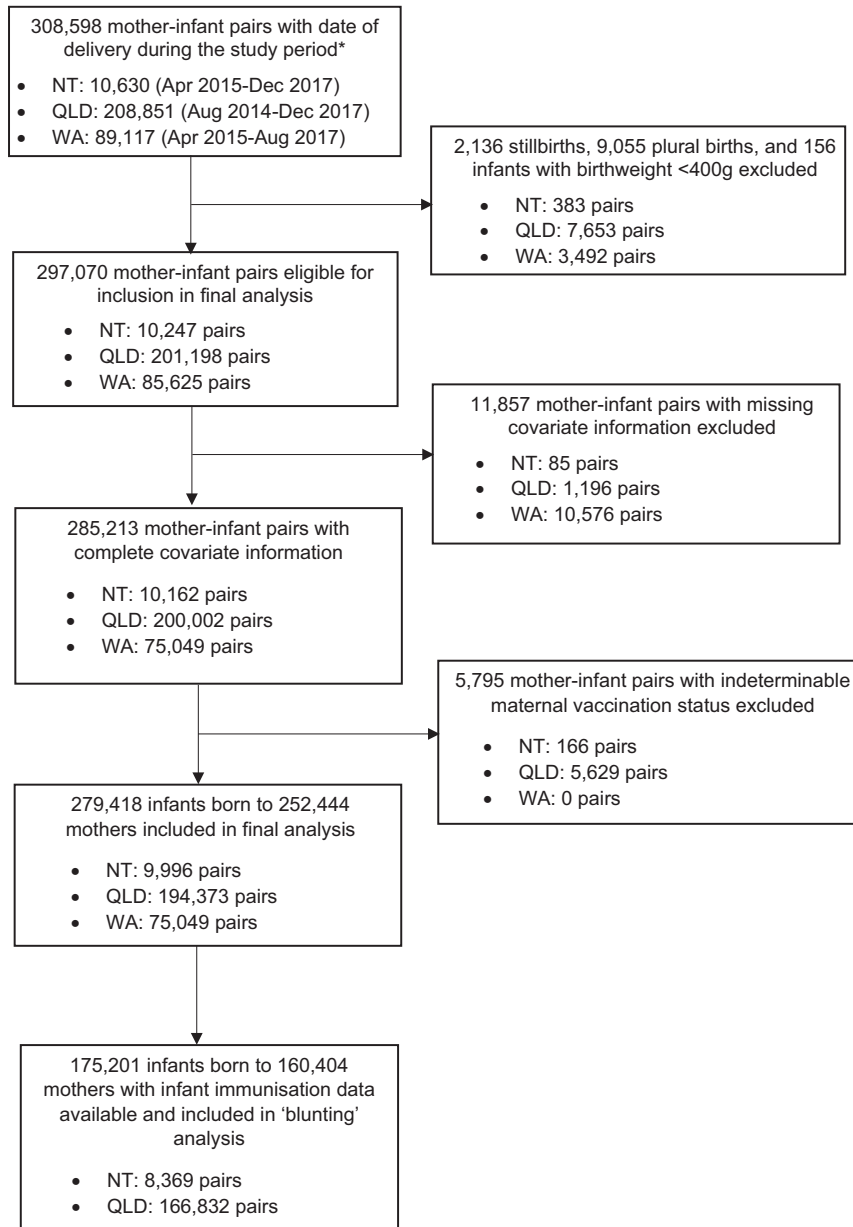 308,598 mother-infant pairs with date of
delivery during the study period*
• NT: 10,630 (Apr 2015-Dec 2017)
• QLD: 208,851 (Aug 2014-Dec 2017)
• WA: 89,117 (Apr 2015-Aug 2017)
2,136 stillbirths, 9,055 plural births, and 156
infants with birthweight <400g excluded
• NT: 383 pairs
• QLD: 7,653 pairs
• WA: 3,492 pairs
297,070 mother-infant pairs eligible for
inclusion in final analysis
• NT: 10,247 pairs
• QLD: 201,198 pairs
• WA: 85,625 pairs
11,857 mother-infant pairs with missing
covariate information excluded
• NT: 85 pairs
• QLD: 1,196 pairs
• WA: 10,576 pairs
285,213 mother-infant pairs with
complete covariate information
• NT: 10,162 pairs
• QLD: 200,002 pairs
• WA: 75,049 pairs
5,795 mother-infant pairs with indeterminable
maternal vaccination status excluded
• NT: 166 pairs
• QLD: 5,629 pairs
• WA: 0 pairs
279,418 infants born to 252,444
mothers included in final analysis
• NT: 9,996 pairs
• QLD: 194,373 pairs
• WA: 75,049 pairs
175,201 infants born to 160,404
mothers with infant immunisation data
available and included in ‘blunting’
analysis
• NT: 8,369 pairs
• QLD: 166,832 pairs